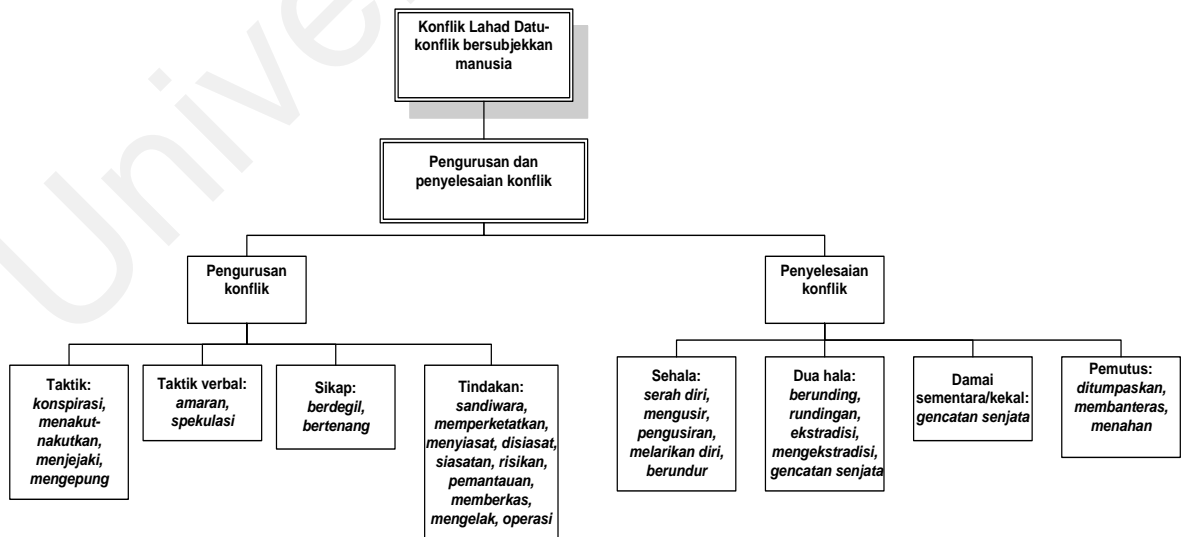 Konflik Lahad Datu-
konflik bersubjekkan
manusia
Pengurusan dan
penyelesaian konflik
Pengurusan
konflik
Penyelesaian
konflik
Taktik:
konspirasi,
menakut-
nakutkan,
menjejaki,
mengepung
Taktik verbal:
amaran,
spekulasi
Sikap:
berdegil,
bertenang
Tindakan:
sandiwara,
memperketatkan,
menyiasat, disiasat,
siasatan, risikan,
pemantauan,
memberkas,
mengelak, operasi
Sehala:
serah diri,
mengusir,
pengusiran,
melarikan diri,
berundur
Dua hala:
berunding,
rundingan,
ekstradisi,
mengekstradisi,
gencatan senjata
Damai
sementara/kekal:
gencatan senjata
Pemutus:
ditumpaskan,
membanteras,
menahan
Unive